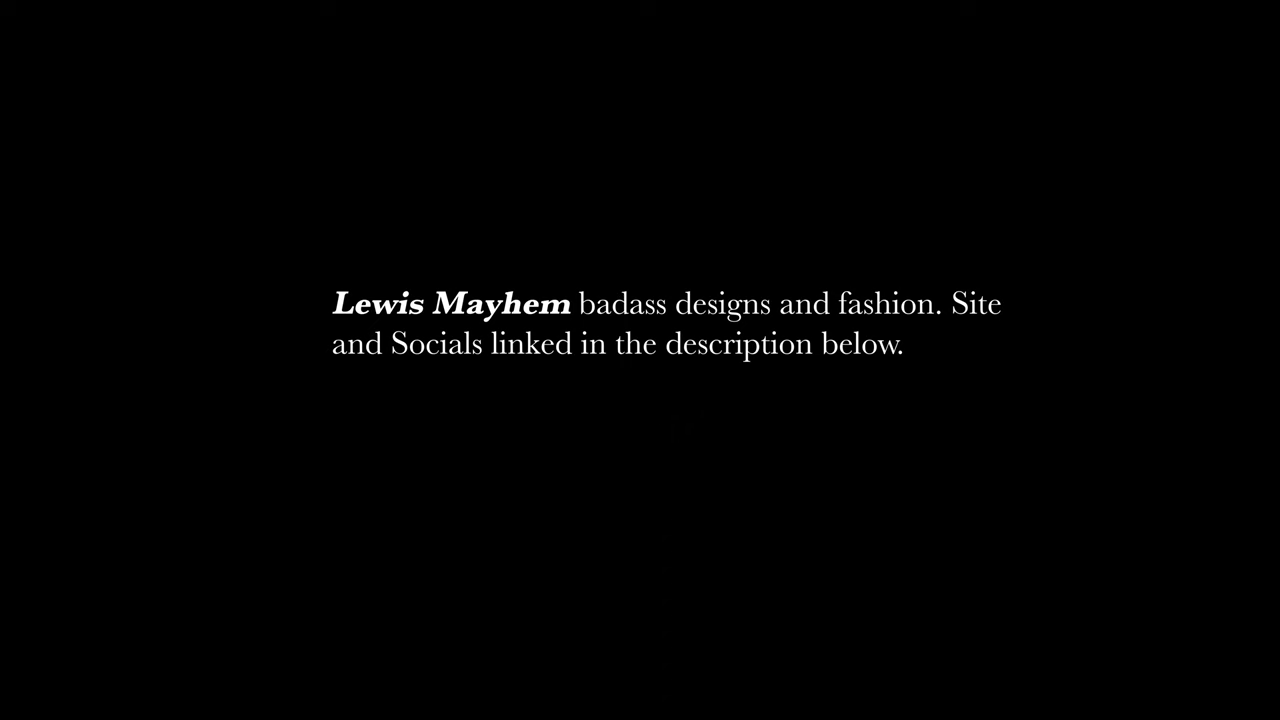 Lewis Mayhem badass designs and fashion. Site
and Socials linked in the description below.